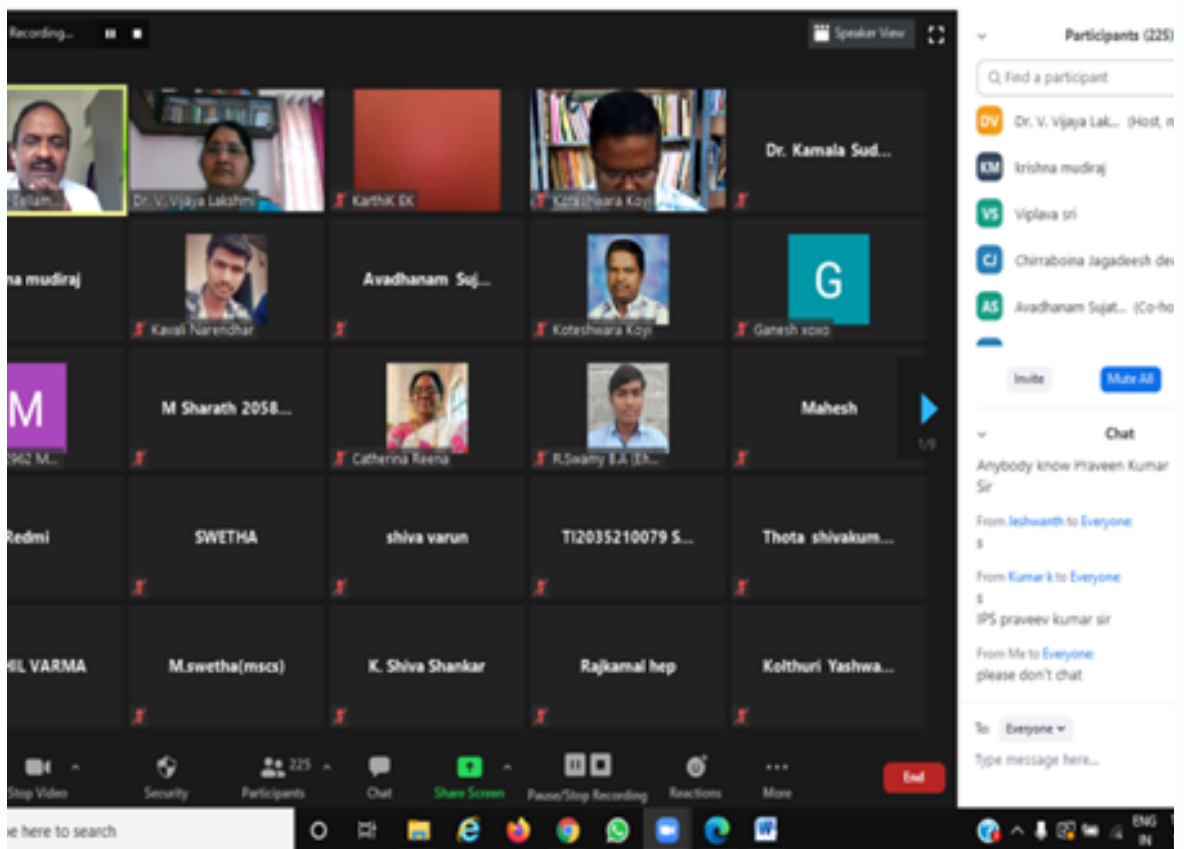 Recording...
Speaker View
Participants (225)
Find a participant
DV Dr. V. Vijaya Lak... (Host, m
KM krishna mudiraj
VS Viplava sri
CJ Chirraboina Jagadeesh dev
AS Avadhanam Sujat... (Co-ho
Invite
Mute All
Dr. V. Vijaya Lakshmi
KarthiK EK
Koteshwara Koyi
Dr. Kamala Sud...
na mudiraj
Kavali Narendhar
Avadhanam Suj...
Koteshwara Koyi
G
Ganesh xoxo
M
2962 M...
M Sharath 2058...
Catherina Reena
R.Swamy B.A (Eh...
Mahesh
1/9
Redmi
SWETHA
shiva varun
TI2035210079 S...
Thota shivakum...
HIL VARMA
M.swetha(mscs)
K. Shiva Shankar
Rajkamal hep
Kolthuri Yashwa...
Chat
Anybody know Praveen Kumar
Sir
From Jeshwanth to Everyone:
s
From Kumar k to Everyone:
s
IPS praveev kumar sir
From Me to Everyone:
please don't chat
To: Everyone
Type message here...
Stop Video
Security
225
Participants
Chat
Share Screen
Pause/Stop Recording
Reactions
More
End
e here to search
ENG
IN